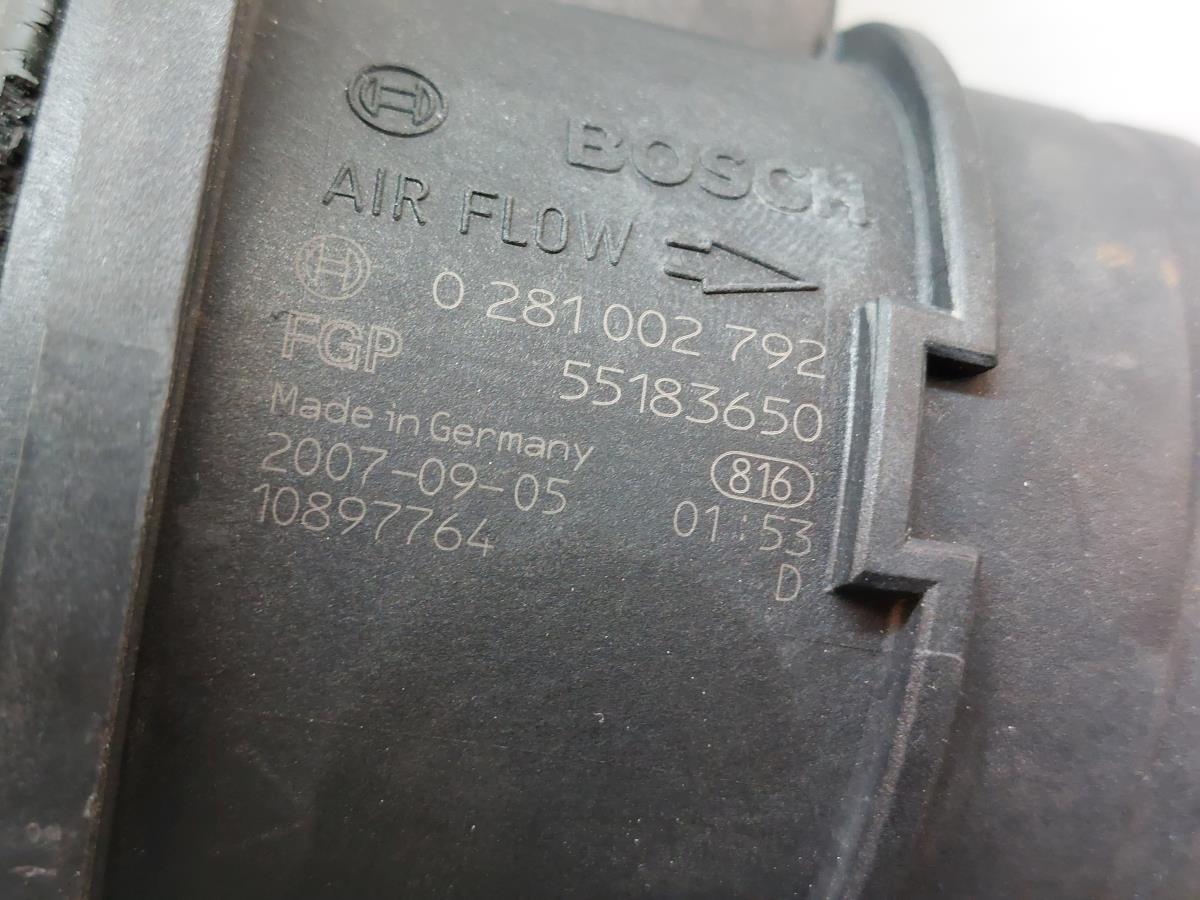 BOSCH
AIR FLOW
0 281 002 792
FGP 55183650
Made in Germany 816
2007-09-05 01:53
10897764 D